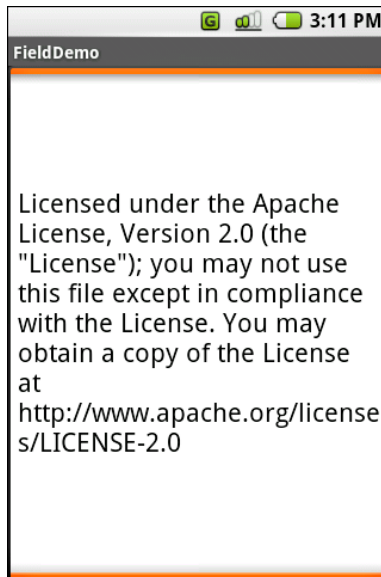 G 3:11 PM
FieldDemo
Licensed under the Apache
License, Version 2.0 (the
"License"); you may not use
this file except in compliance
with the License. You may
obtain a copy of the License
at
http://www.apache.org/license
s/LICENSE-2.0